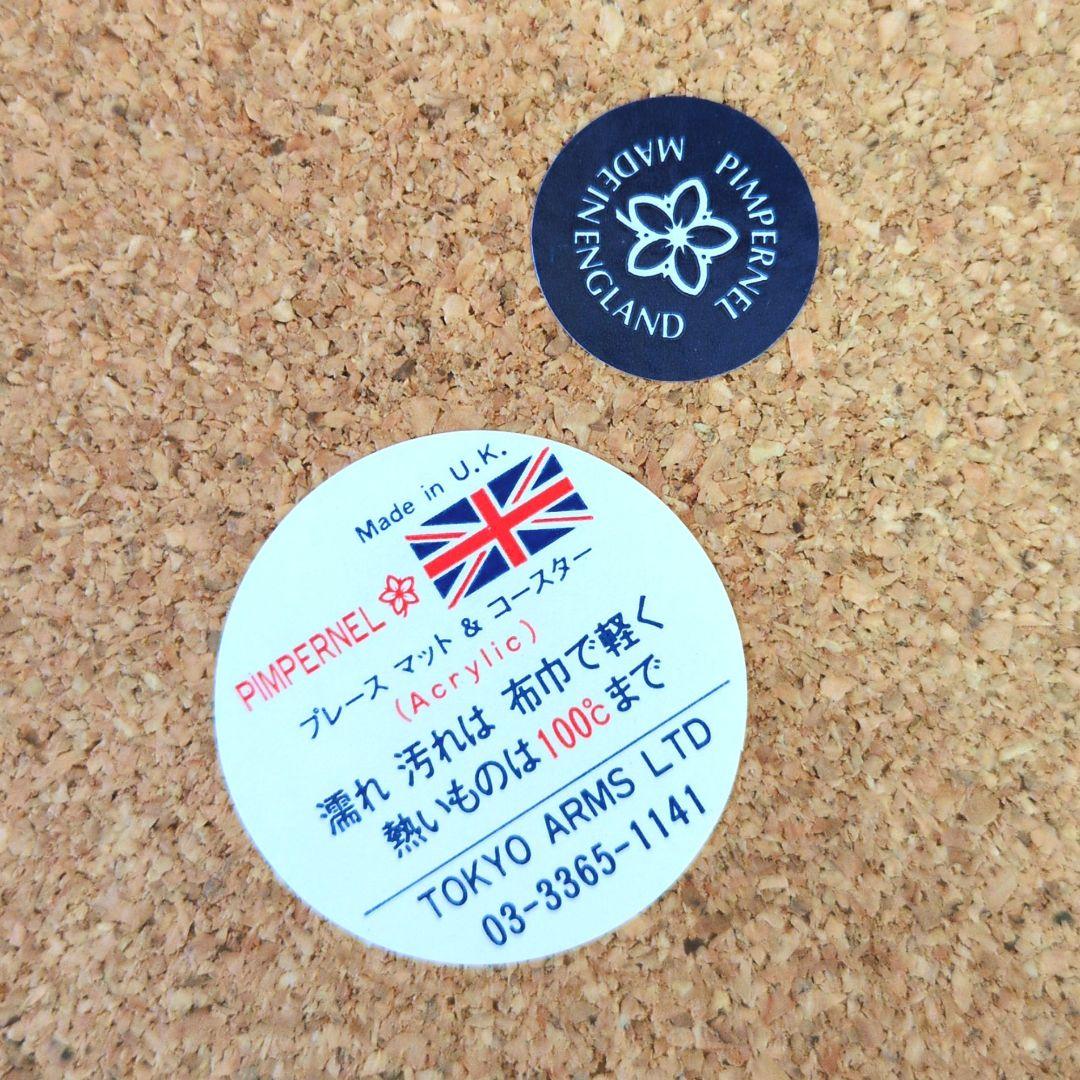 PIMPERNEL
MADE IN ENGLAND
Made in U.K.
PIMPERNEL
プレース マット & コースター
(Acrylic)
濡れ 汚れは 布巾で軽く
熱いものは100℃まで
TOKYO ARMS LTD
03-3365-1141